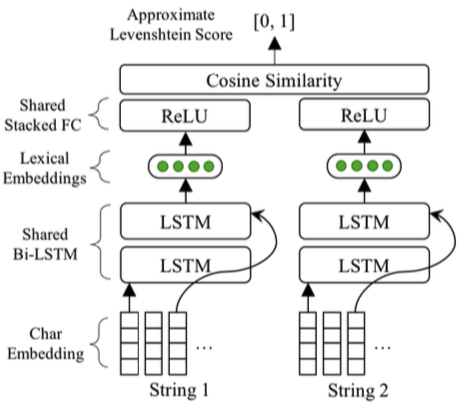 Approximate
Levenshtein Score
[0, 1]
Cosine Similarity
Shared
Stacked FC
ReLU
ReLU
Lexical
Embeddings
Shared
Bi-LSTM
LSTM
LSTM
LSTM
LSTM
Char
Embedding
...
...
String 1
String 2